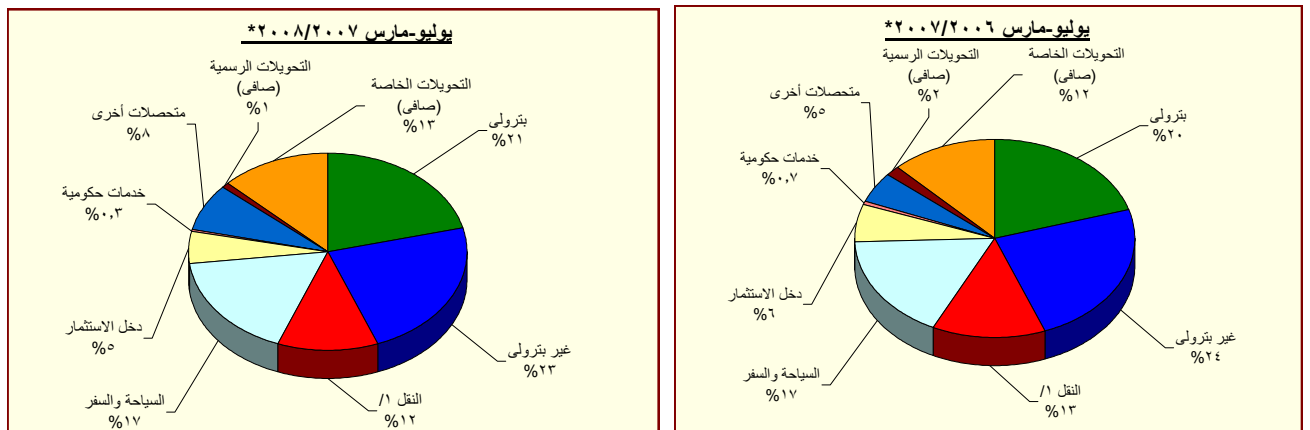 يوليو-مارس ٢٠٠٧/٢٠٠٦*
التحويلات الخاصة
(صافى)
%١٢
التحويلات الرسمية
(صافى)
%٢
متحصلات أخرى
%٥
خدمات حكومية
%٠,٧
دخل الاستثمار
%٦
السياحة والسفر
%١٧
النقل ١/
%١٣
غير بترولى
%٢٤
بترولى
%٢٠
يوليو-مارس ٢٠٠٨/٢٠٠٧*
التحويلات الرسمية
(صافى)
%١
التحويلات الخاصة
(صافى)
%١٣
متحصلات أخرى
%٨
خدمات حكومية
%٠,٣
دخل الاستثمار
%٥
السياحة والسفر
%١٧
النقل ١/
%١٢
غير بترولى
%٢٣
بترولى
%٢١